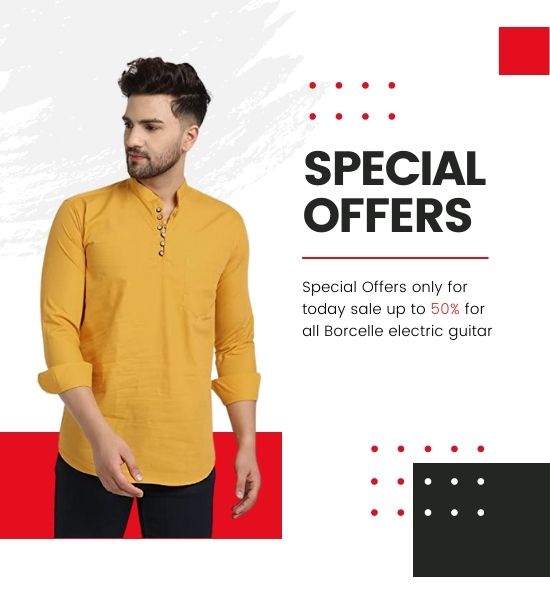 SPECIAL
OFFERS
Special Offers only for
today sale up to 50% for
all Borcelle electric guitar